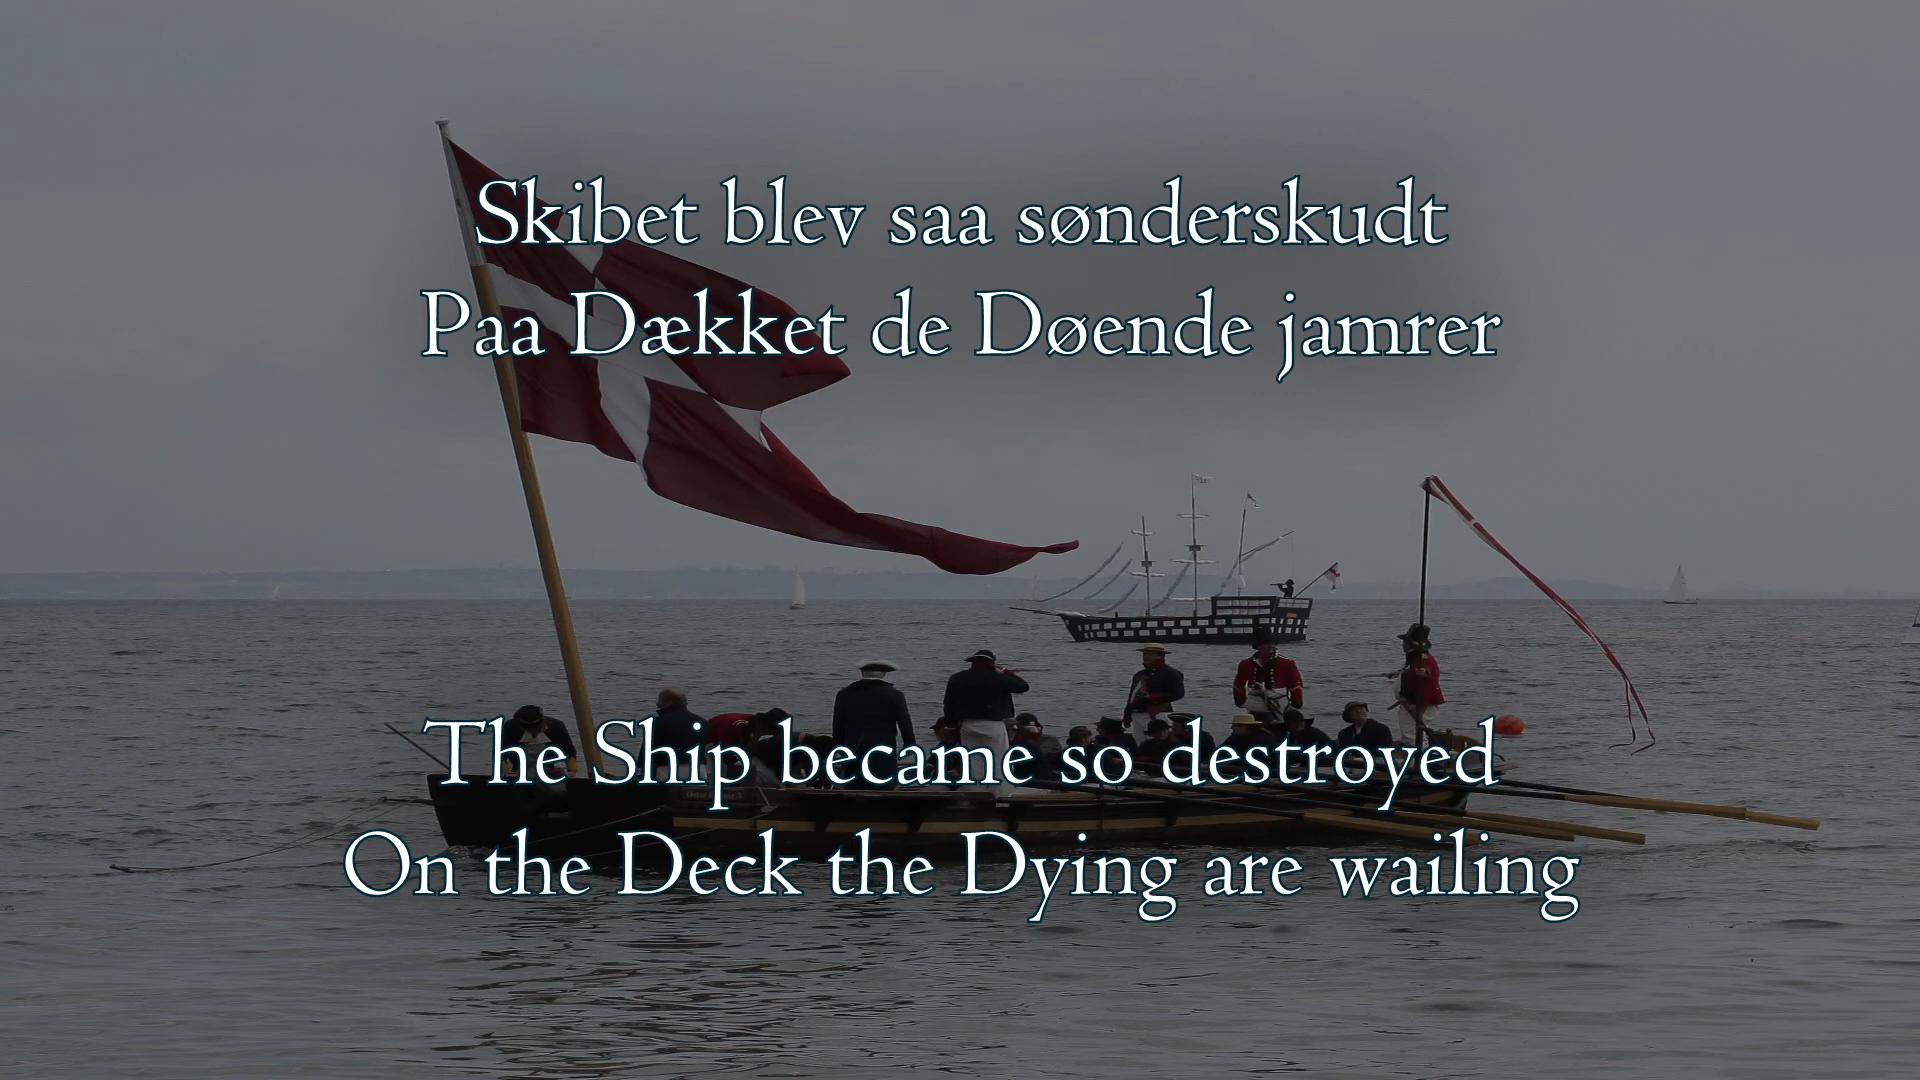 Skibet blev saa sønderskudt
Paa Dækket de Døende jamrer
The Ship became so destroyed
On the Deck the Dying are wailing